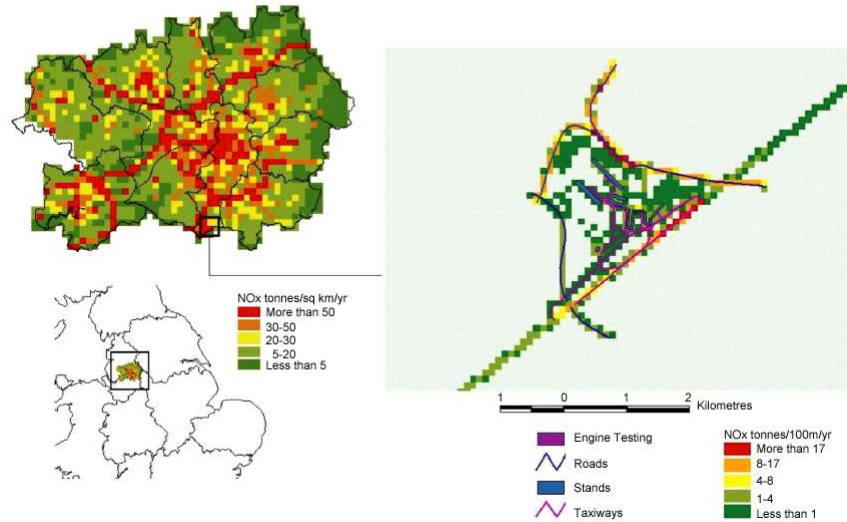 NOx tonnes/sq km/yr
More than 50
30-50
20-30
5-20
Less than 5
1 0 1 2 Kilometres
Engine Testing
Roads
Stands
Taxiways
NOx tonnes/100m/yr
More than 17
8-17
4-8
1-4
Less than 1